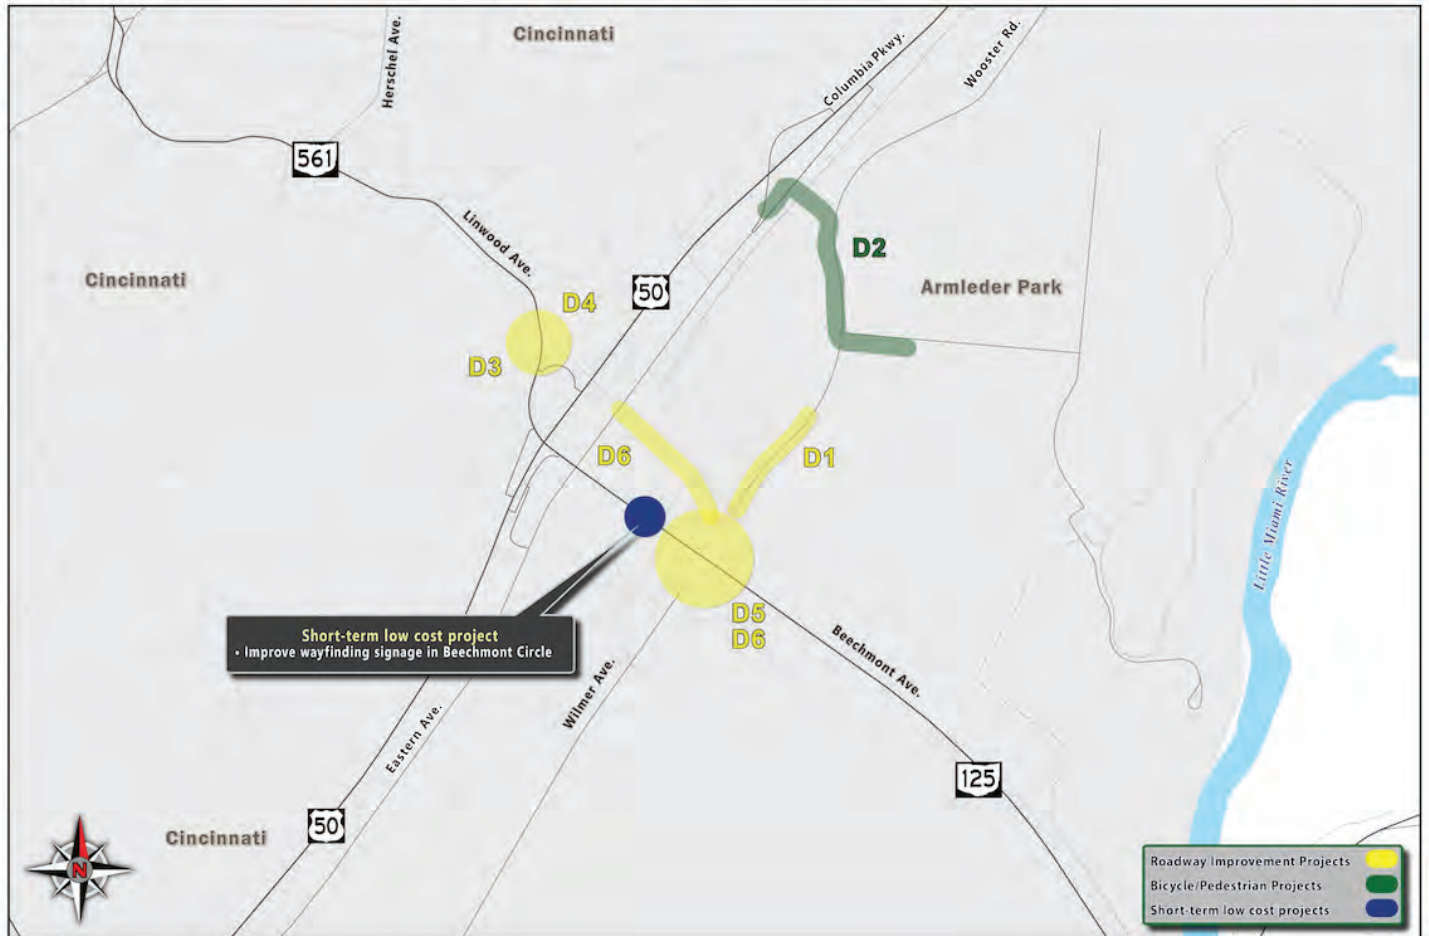 Cincinnati
Herschel Ave.
Columbia Pkwy.
Wooster Rd.
561
Linwood Ave.
D2
Cincinnati
50
Armleder Park
D4
D3
D6
D1
Little Miami River
D5
D6
Short-term low cost project
• Improve wayfinding signage in Beechmont Circle
Beechmont Ave.
Wilmer Ave.
Eastern Ave.
125
50
Cincinnati
N
Roadway Improvement Projects
Bicycle/Pedestrian Projects
Short-term low cost projects